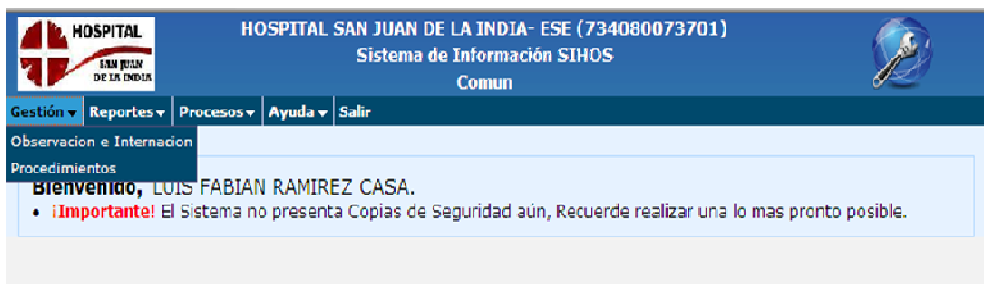 HOSPITAL
SAN JUAN
DE LA INDIA
HOSPITAL SAN JUAN DE LA INDIA- ESE (734080073701)
Sistema de Información SIHOS
Comun
Gestión Reportes Procesos Ayuda Salir
Observacion e Internacion
Procedimientos
Bienvenido, LUIS FABIAN RAMIREZ CASA.
• ¡Importante! El Sistema no presenta Copias de Seguridad aún, Recuerde realizar una lo mas pronto posible.